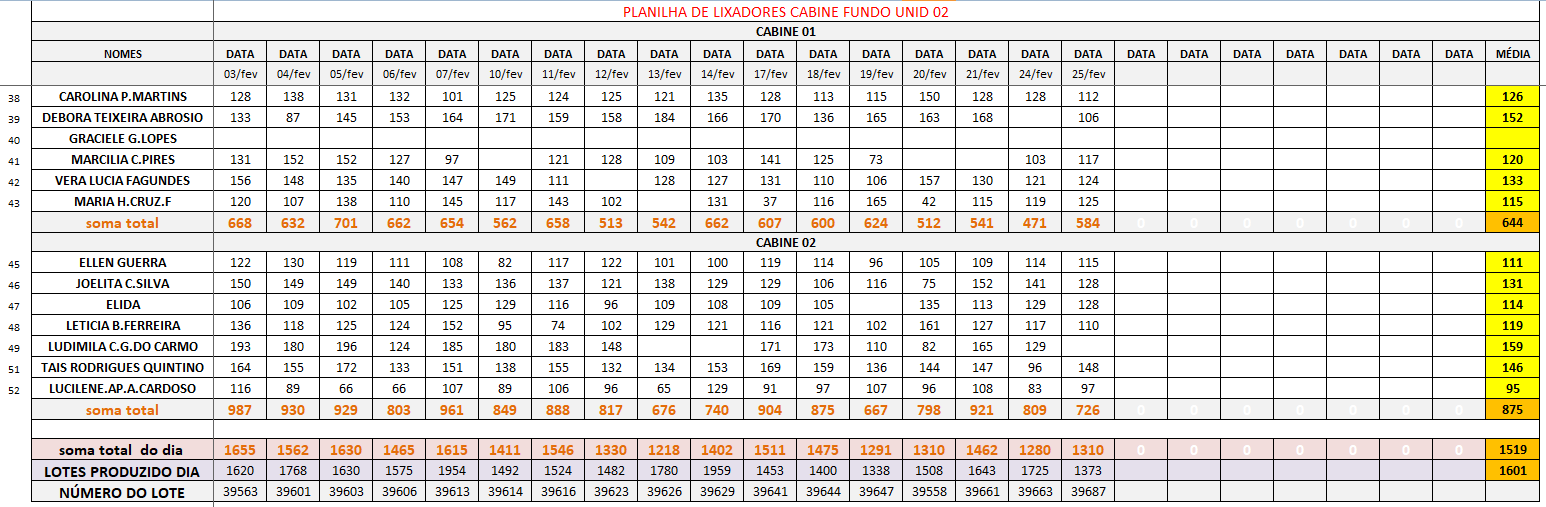 PLANILHA DE LIXADORES CABINE FUNDO UNID 02
CABINE 01
NOMES DATA DATA DATA DATA DATA DATA DATA DATA DATA DATA DATA DATA DATA DATA DATA DATA DATA DATA DATA DATA DATA DATA DATA DATA MÉDIA
03/fev 04/fev 05/fev 06/fev 07/fev 10/fev 11/fev 12/fev 13/fev 14/fev 17/fev 18/fev 19/fev 20/fev 21/fev 24/fev 25/fev
38 CAROLINA P.MARTINS 128 138 131 132 101 125 124 125 121 135 128 113 115 150 128 128 112 126
39 DEBORA TEIXEIRA ABROSIO 133 87 145 153 164 171 159 158 184 166 170 136 165 163 168 106 152
40 GRACIELE G.LOPES
41 MARCILIA C.PIRES 131 152 152 127 97 121 128 109 103 141 125 73 103 117 120
42 VERA LUCIA FAGUNDES 156 148 135 140 147 149 111 128 127 131 110 106 157 130 121 124 133
43 MARIA H.CRUZ.F 120 107 138 110 145 117 143 102 131 37 116 165 42 115 119 125 115
soma total 668 632 701 662 654 562 658 513 542 662 607 600 624 512 541 471 584 0 0 0 0 0 0 0 644
CABINE 02
45 ELLEN GUERRA 122 130 119 111 108 82 117 122 101 100 119 114 96 105 109 114 115 111
46 JOELITA C.SILVA 150 149 149 140 133 136 137 121 138 129 129 106 116 75 152 141 128 131
47 ELIDA 106 109 102 105 125 129 116 96 109 108 109 105 135 113 129 128 114
48 LETICIA B.FERREIRA 136 118 125 124 152 95 74 102 129 121 116 121 102 161 127 117 110 119
49 LUDIMILA C.G.DO CARMO 193 180 196 124 185 180 183 148 171 173 110 82 165 129 159
51 TAIS RODRIGUES QUINTINO 164 155 172 133 151 138 155 132 134 153 169 159 136 144 147 96 148 146
52 LUCILENE.AP.A.CARDOSO 116 89 66 66 107 89 106 96 65 129 91 97 107 96 108 83 97 95
soma total 987 930 929 803 961 849 888 817 676 740 904 875 667 798 921 809 726 0 0 0 0 0 0 0 875
soma total do dia 1655 1562 1630 1465 1615 1411 1546 1330 1218 1402 1511 1475 1291 1310 1462 1280 1310 0 0 0 0 0 0 0 1519
LOTES PRODUZIDO DIA 1620 1768 1630 1575 1954 1492 1524 1482 1780 1959 1453 1400 1338 1508 1643 1725 1373 1601
NÚMERO DO LOTE 39563 39601 39603 39606 39613 39614 39616 39623 39626 39629 39641 39644 39647 39558 39661 39663 39687